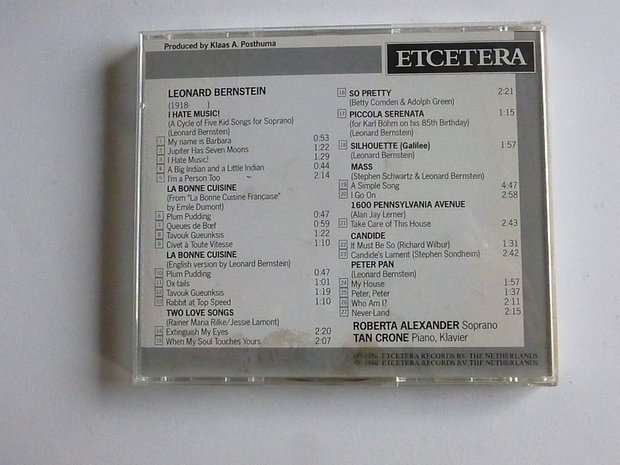 Produced by Klaas A. Posthuma
ETCETERA
LEONARD BERNSTEIN
(1918- )
I HATE MUSIC!
(A Cycle of Five Kid Songs for Soprano)
(Leonard Bernstein)
1 My name is Barbara 0:53
2 Jupiter Has Seven Moons 1:22
3 I Hate Music! 1:29
4 A Big Indian and a Little Indian 0:44
5 I'm a Person Too 2:14
LA BONNE CUISINE
(From "La Bonne Cuisine Française"
by Emile Dumont)
6 Plum Pudding 0:47
7 Queues de Bœf 0:59
8 Tavouk Gueunksis 1:22
9 Civet à Toute Vitesse 1:10
LA BONNE CUISINE
(English version by Leonard Bernstein)
10 Plum Pudding 0:47
11 Ox-tails 1:01
12 Tavouk Gueunksis 1:19
13 Rabbit at Top Speed 1:10
TWO LOVE SONGS
(Rainer Maria Rilke/Jessie Lamont)
14 Extinguish My Eyes 2:20
15 When My Soul Touches Yours 2:07
16 SO PRETTY 2:21
(Betty Comden & Adolph Green)
17 PICCOLA SERENATA 1:15
(for Karl Böhm on his 85th Birthday)
(Leonard Bernstein)
18 SILHOUETTE (Galilee) 1:57
(Leonard Bernstein)
MASS
(Stephen Schwartz & Leonard Bernstein)
19 A Simple Song 4:47
20 I Go On 2:58
1600 PENNSYLVANIA AVENUE
(Alan Jay Lerner)
21 Take Care of This House 2:43
CANDIDE
22 It Must Be So (Richard Wilbur) 1:31
23 Candide's Lament (Stephen Sondheim) 2:42
PETER PAN
(Leonard Bernstein)
24 My House 1:57
25 Peter, Peter 1:37
26 Who Am I? 2:11
27 Never-Land 2:15
ROBERTA ALEXANDER Soprano
TAN CRONE Piano, Klavier
℗ 1986 ETCETERA RECORDS B.V. THE NETHERLANDS
© 1986 ETCETERA RECORDS B.V. THE NETHERLANDS